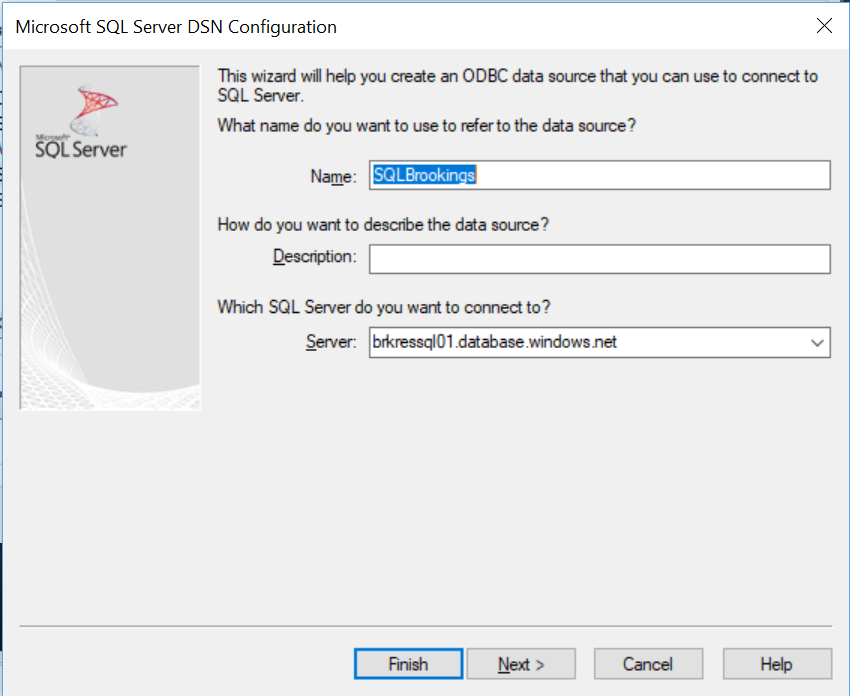 Microsoft SQL Server DSN Configuration
This wizard will help you create an ODBC data source that you can use to connect to
SQL Server.
What name do you want to use to refer to the data source?
Microsoft
SQL Server
Name: SQLBrookings
How do you want to describe the data source?
Description:
Which SQL Server do you want to connect to?
Server: brkressql01.database.windows.net
Finish
Next >
Cancel
Help